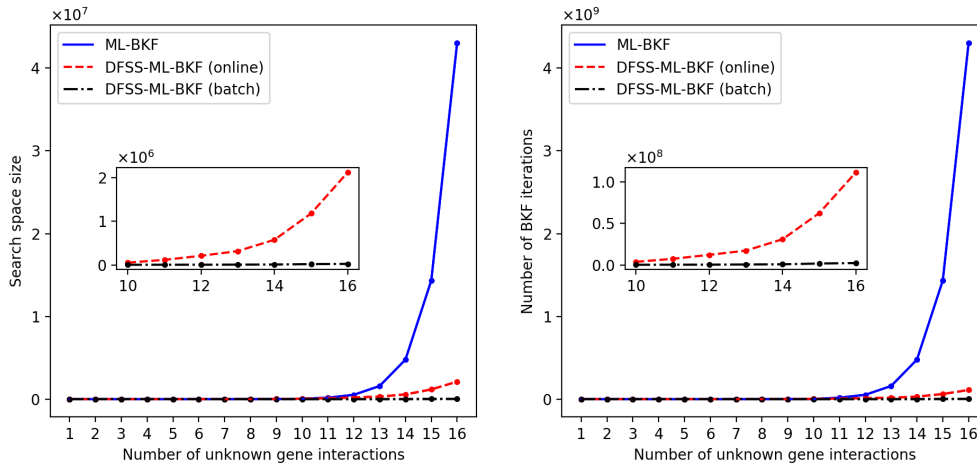 ×10⁷
Search space size
4
3
2
1
0
ML-BKF
DFSS-ML-BKF (online)
DFSS-ML-BKF (batch)
×10⁶
2
1
0
10 12 14 16
1 2 3 4 5 6 7 8 9 10 11 12 13 14 15 16
Number of unknown gene interactions
×10⁹
Number of BKF iterations
4
3
2
1
0
ML-BKF
DFSS-ML-BKF (online)
DFSS-ML-BKF (batch)
×10⁸
1.0
0.5
0.0
10 12 14 16
1 2 3 4 5 6 7 8 9 10 11 12 13 14 15 16
Number of unknown gene interactions